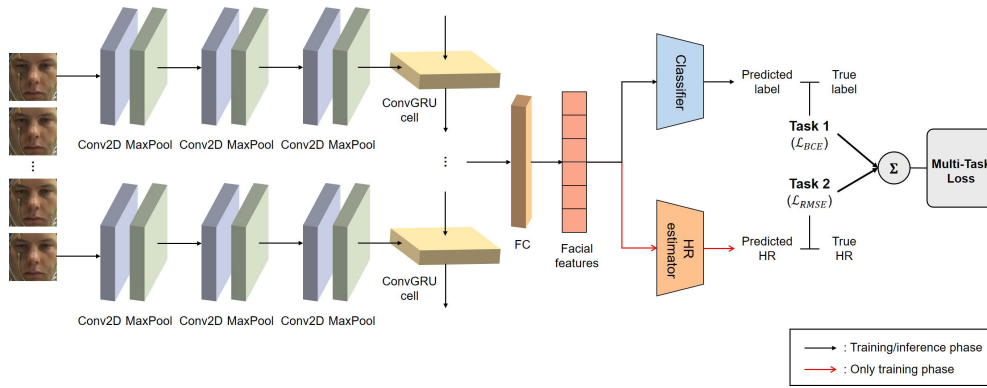 Conv2D MaxPool Conv2D MaxPool Conv2D MaxPool
ConvGRU
cell
...
Conv2D MaxPool Conv2D MaxPool Conv2D MaxPool
ConvGRU
cell
...
FC
Facial
features
Classifier
HR
estimator
Predicted
label
True
label
Task 1
(ℒBCE)
Task 2
(ℒRMSE)
Predicted
HR
True
HR
Σ
Multi-Task
Loss
: Training/inference phase
: Only training phase